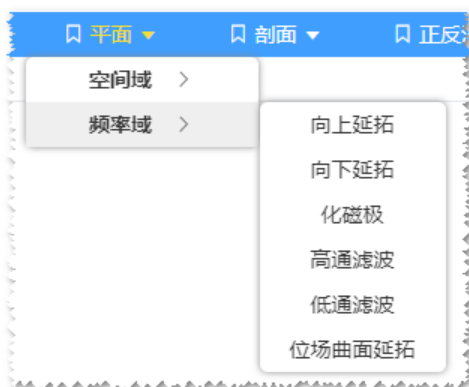 平面 剖面 正反
空间域
频率域
向上延拓
向下延拓
化磁极
高通滤波
低通滤波
位场曲面延拓